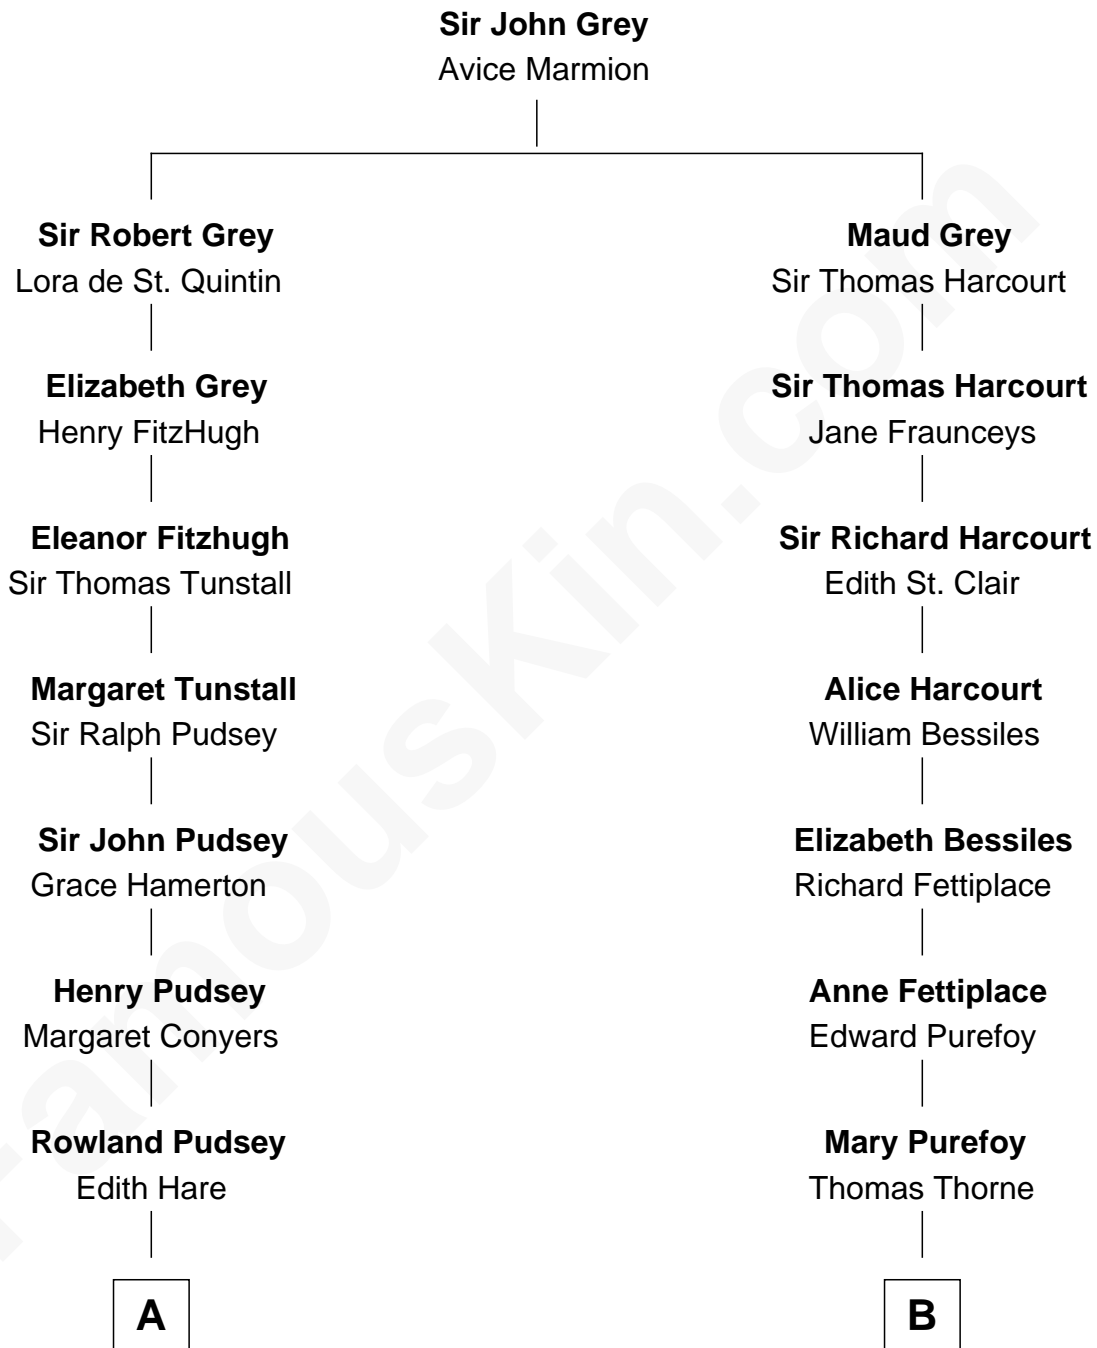 Sir John Grey
Avice Marmion
Sir Robert Grey
Lora de St. Quintin
Maud Grey
Sir Thomas Harcourt
Elizabeth Grey
Henry FitzHugh
Sir Thomas Harcourt
Jane Fraunceys
Eleanor Fitzhugh
Sir Thomas Tunstall
Sir Richard Harcourt
Edith St. Clair
Margaret Tunstall
Sir Ralph Pudsey
Alice Harcourt
William Bessiles
Sir John Pudsey
Grace Hamerton
Elizabeth Bessiles
Richard Fettiplace
Henry Pudsey
Margaret Conyers
Anne Fettiplace
Edward Purefoy
Rowland Pudsey
Edith Hare
Mary Purefoy
Thomas Thorne
A
B
FamousKin.com